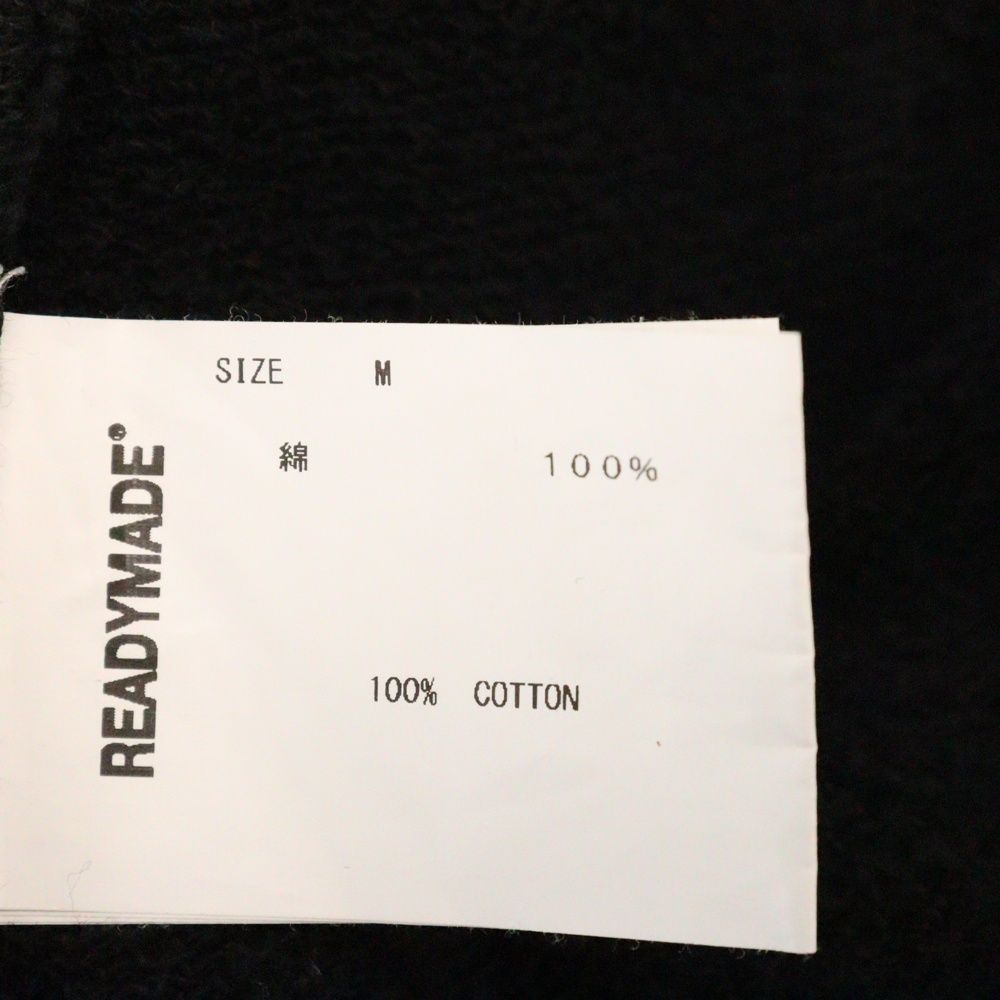 SIZE M
綿 100%
100% COTTON
READYMADE®